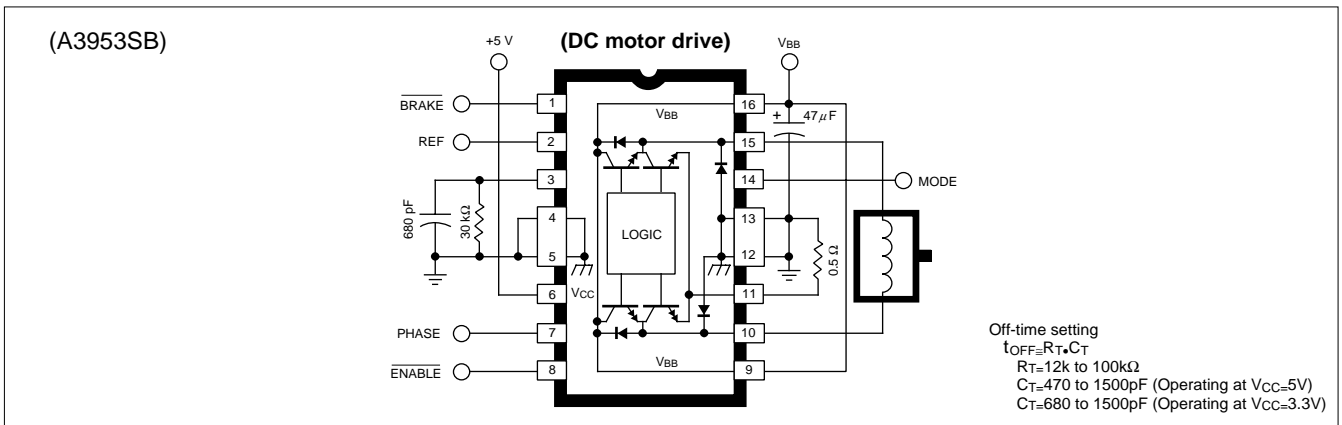 (A3953SB)
(DC motor drive)
+5 V
VBB
BRAKE
1
16
VBB
+
47μF
REF
2
15
3
14
MODE
680 pF
30 kΩ
4
13
LOGIC
0.5 Ω
5
12
VCC
6
11
PHASE
7
10
ENABLE
8
VBB
9
Off-time setting
tOFF≅RT•CT
RT=12k to 100kΩ
CT=470 to 1500pF (Operating at VCC=5V)
CT=680 to 1500pF (Operating at VCC=3.3V)